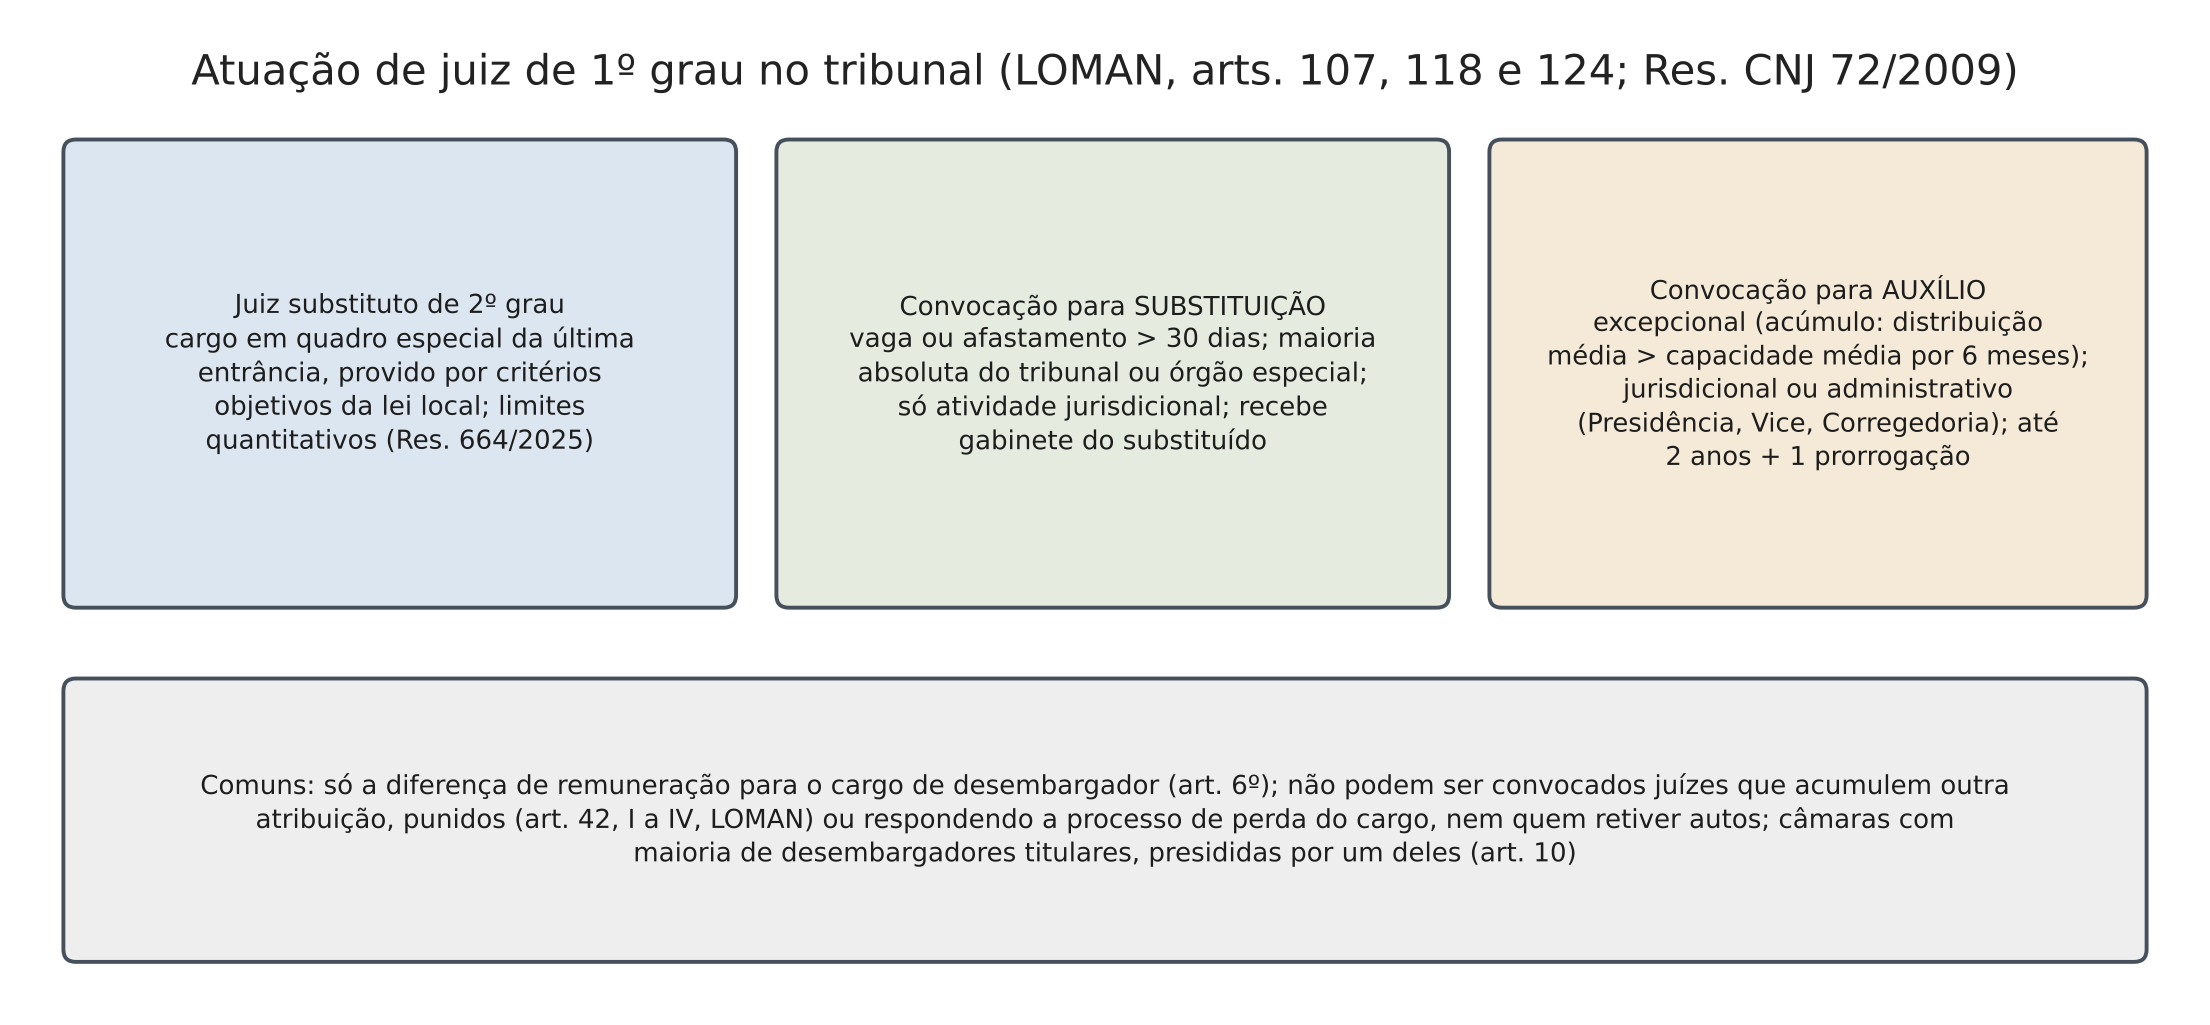 Atuação de juiz de 1º grau no tribunal (LOMAN, arts. 107, 118 e 124; Res. CNJ 72/2009)
Juiz substituto de 2º grau
cargo em quadro especial da última
entrância, provido por critérios
objetivos da lei local; limites
quantitativos (Res. 664/2025)
Convocação para SUBSTITUIÇÃO
vaga ou afastamento > 30 dias; maioria
absoluta do tribunal ou órgão especial;
só atividade jurisdicional; recebe
gabinete do substituído
Convocação para AUXÍLIO
excepcional (acúmulo: distribuição
média > capacidade média por 6 meses);
jurisdicional ou administrativo
(Presidência, Vice, Corregedoria); até
2 anos + 1 prorrogação
Comuns: só a diferença de remuneração para o cargo de desembargador (art. 6º); não podem ser convocados juízes que acumulem outra
atribuição, punidos (art. 42, I a IV, LOMAN) ou respondendo a processo de perda do cargo, nem quem retiver autos; câmaras com
maioria de desembargadores titulares, presididas por um deles (art. 10)